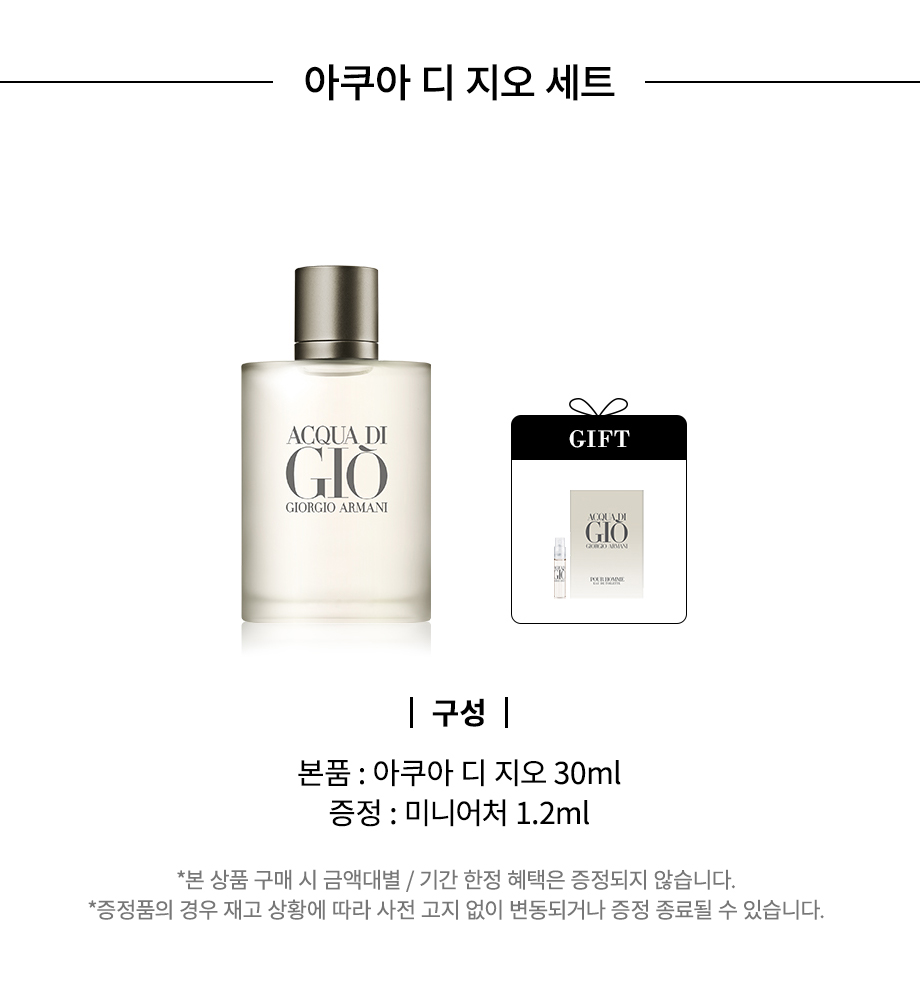 아쿠아 디 지오 세트
ACQUA DI
GIÒ
GIORGIO ARMANI
GIFT
ACQUA DI
GIÒ
GIORGIO ARMANI
POUR HOMME
EAU DE TOILETTE
구성
본품 : 아쿠아 디 지오 30ml
증정 : 미니어처 1.2ml
*본 상품 구매 시 금액대별 / 기간 한정 혜택은 증정되지 않습니다.
*증정품의 경우 재고 상황에 따라 사전 고지 없이 변동되거나 증정 종료될 수 있습니다.